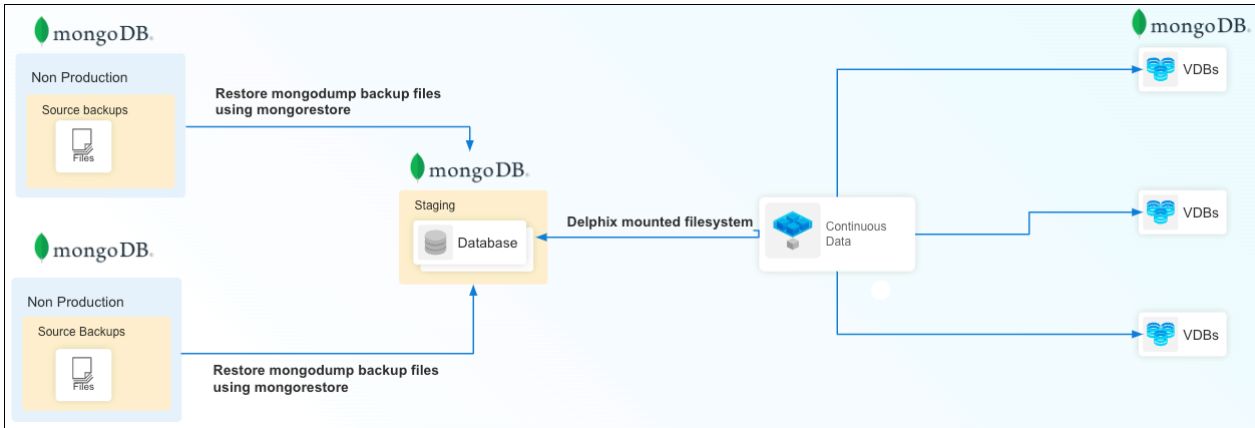 mongoDB.
Non Production
Source backups
Files
Restore mongodump backup files
using mongorestore
mongoDB.
Non Production
Source Backups
Files
Restore mongodump backup files
using mongorestore
mongoDB.
Staging
Database
Delphix mounted filesystem
Continuous
Data
mongoDB.
VDBs
VDBs
VDBs